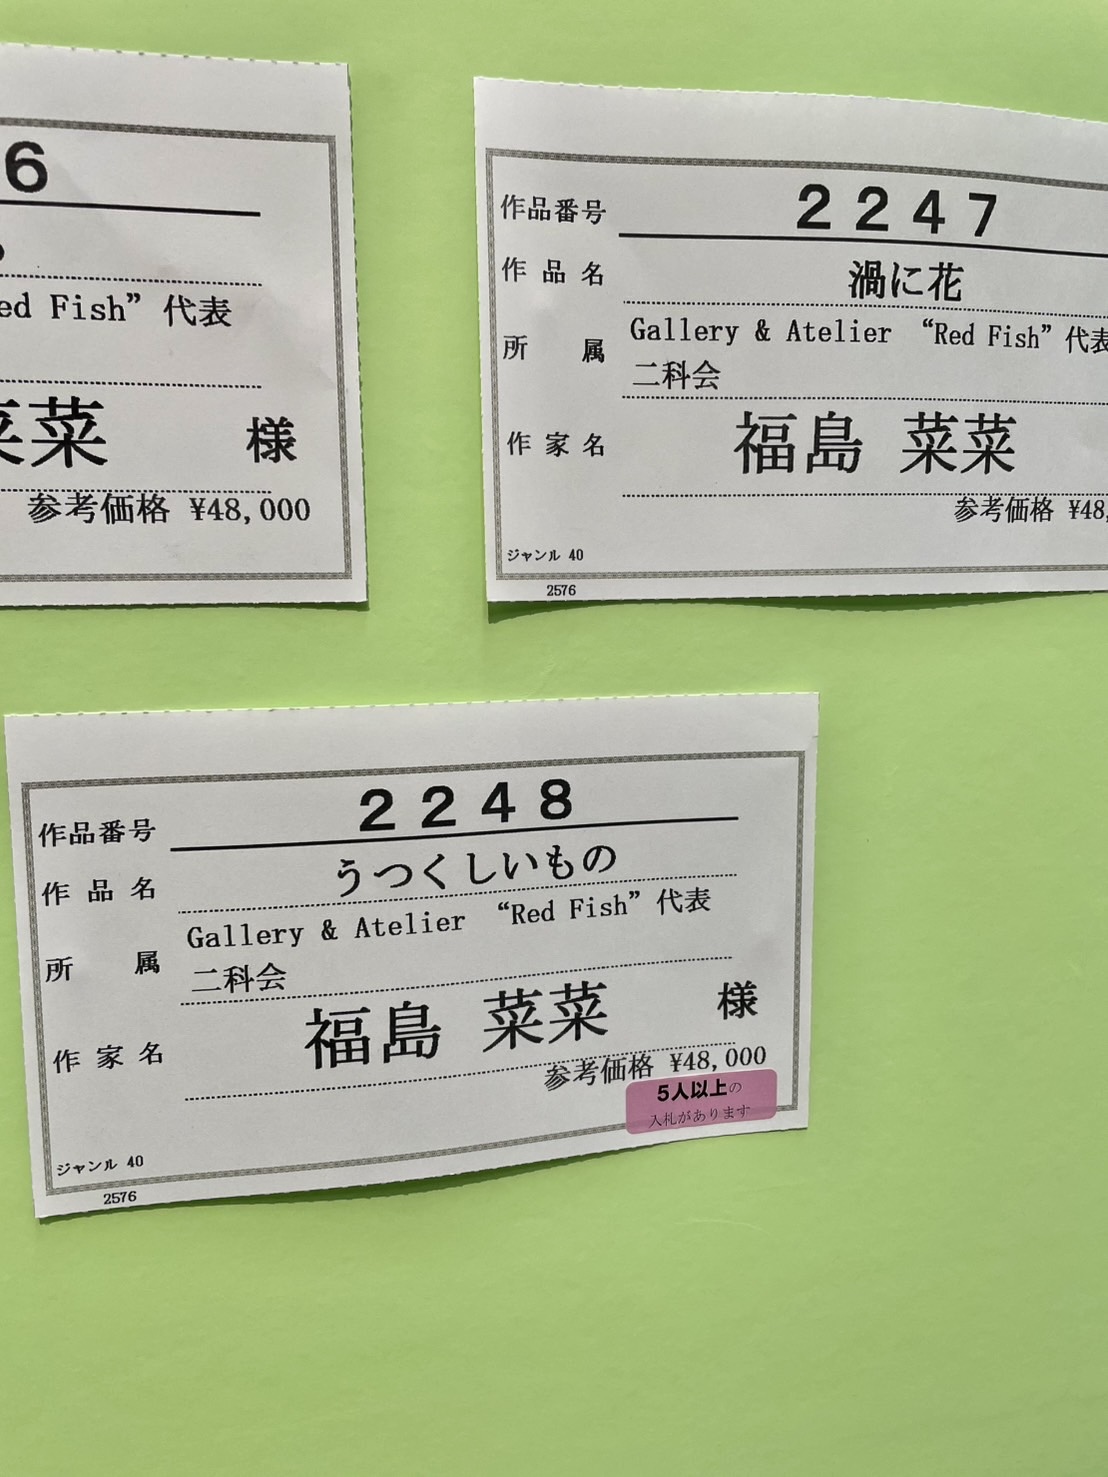 6
ed Fish” 代表
菜 様
参考価格 ¥48,000
作品番号 2247
作品名 渦に花
所属 Gallery & Atelier “Red Fish” 代表
二科会
作家名 福島 菜菜
参考価格 ¥48,
ジャンル 40
2576
作品番号 2248
作品名 うつくしいもの
所属 Gallery & Atelier “Red Fish” 代表
二科会
作家名 福島 菜菜 様
参考価格 ¥48,000
5人以上の
入札があります
ジャンル 40
2576